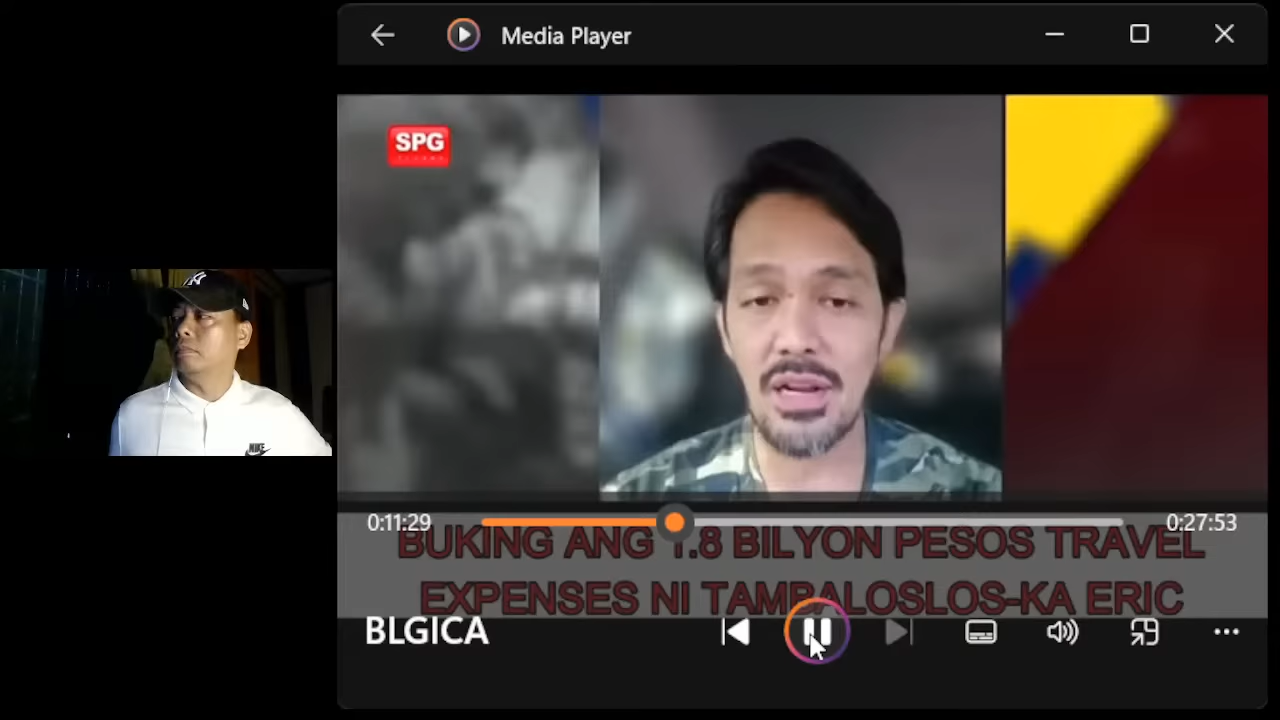 Media Player
SPG
NIKE
0:11:29
0:27:53
BUKING ANG 1.8 BILYON PESOS TRAVEL
EXPENSES NI TAMBALOSLOS-KA ERIC
BLGICA